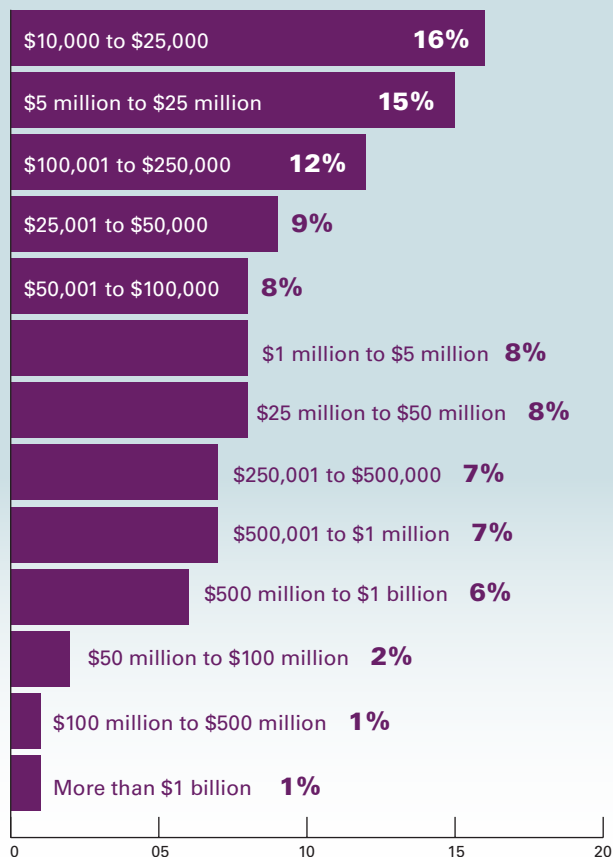 $10,000 to $25,000 16%
$5 million to $25 million 15%
$100,001 to $250,000 12%
$25,001 to $50,000 9%
$50,001 to $100,000 8%
$1 million to $5 million 8%
$25 million to $50 million 8%
$250,001 to $500,000 7%
$500,001 to $1 million 7%
$500 million to $1 billion 6%
$50 million to $100 million 2%
$100 million to $500 million 1%
More than $1 billion 1%
0 05 10 15 20